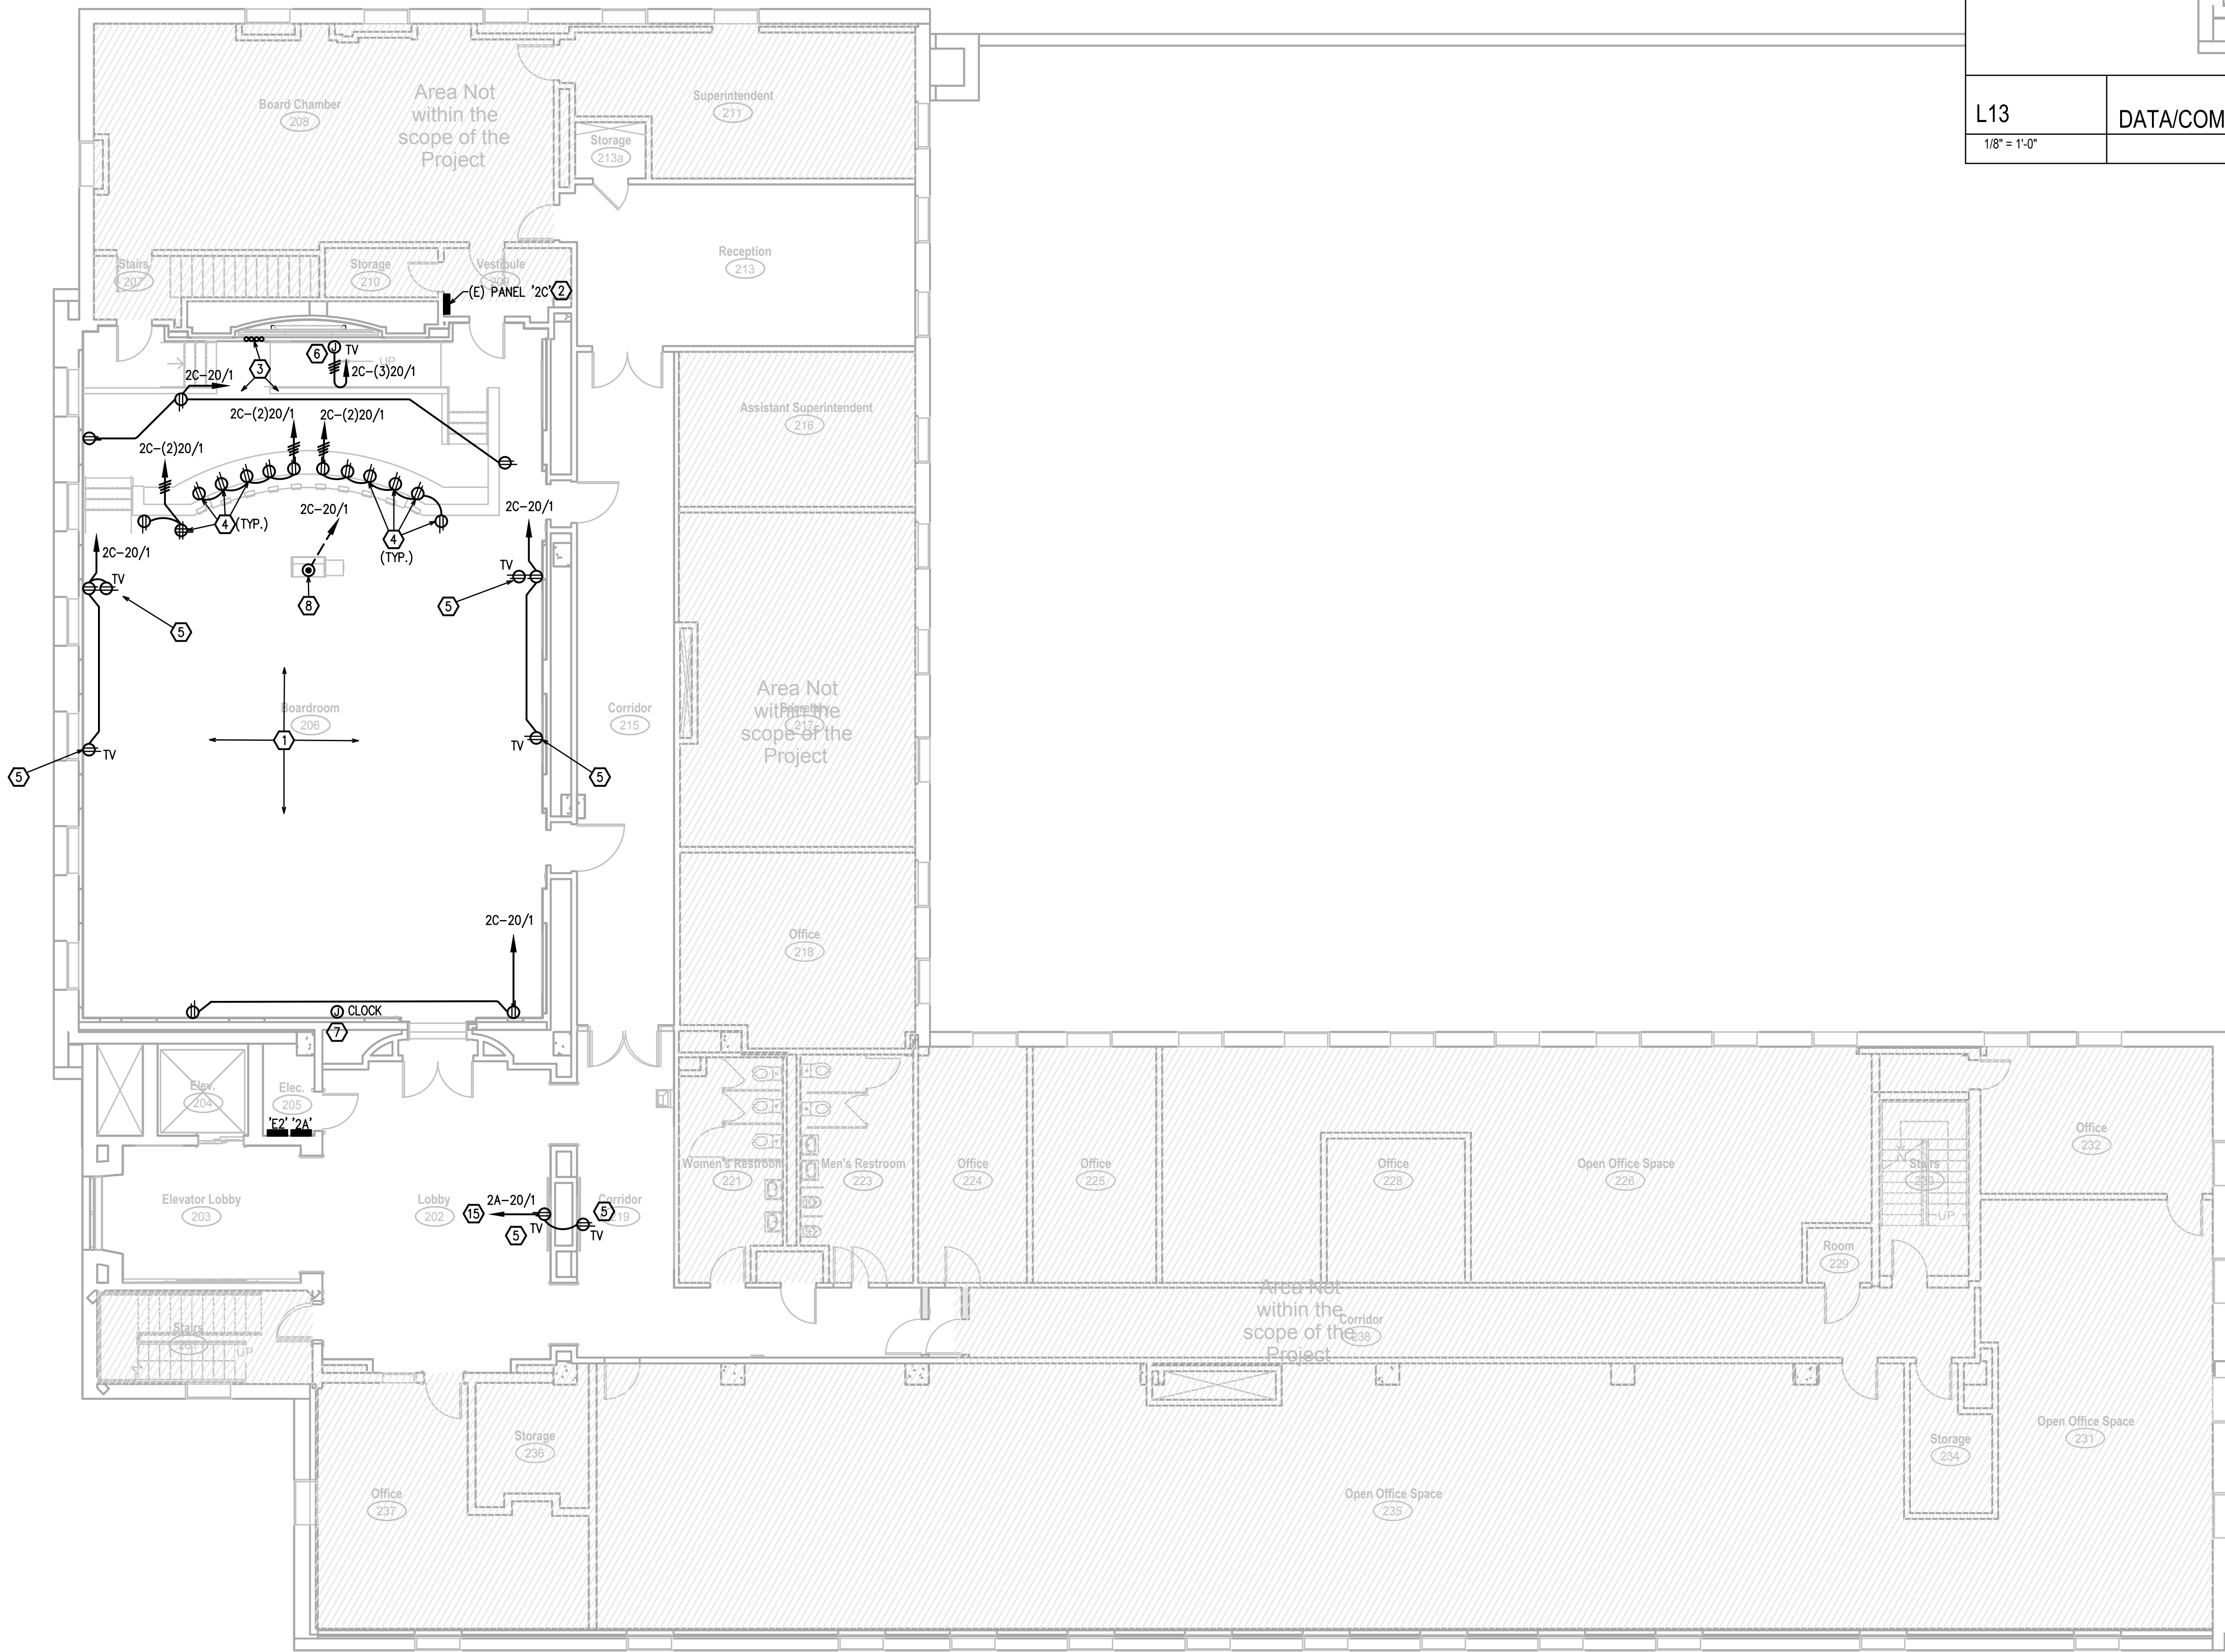 L13
DATA/COM
1/8" = 1'-0"
Board Chamber
208
Area Not
within the
scope of the
Project
Superintendent
211
Storage
213a
Reception
213
Stairs
207
Storage
210
Vestibule
(E) PANEL '2C'
2
6
J
TV
UP
3
2C-(3)20/1
2C-20/1
2C-(2)20/1
2C-(2)20/1
2C-(2)20/1
Assistant Superintendent
216
4
(TYP.)
2C-20/1
2C-20/1
4
(TYP.)
2C-20/1
TV
TV
8
5
5
Boardroom
206
1
Corridor
215
Area Not
within the
scope of the
Project
Secretary
217
TV
TV
5
5
Office
218
2C-20/1
J
CLOCK
7
Elev.
204
Elec.
205
'E2'
'2A'
Elevator Lobby
203
Lobby
202
15
2A-20/1
5
TV
5
TV
Corridor
219
Women's Restroom
221
Men's Restroom
223
Office
224
Office
225
Office
228
Open Office Space
226
Stairs
230
UP
Office
232
Room
229
Area Not
within the
scope of the
Project
Corridor
238
Stairs
201
UP
Storage
236
Office
237
Open Office Space
235
Storage
234
Open Office Space
231